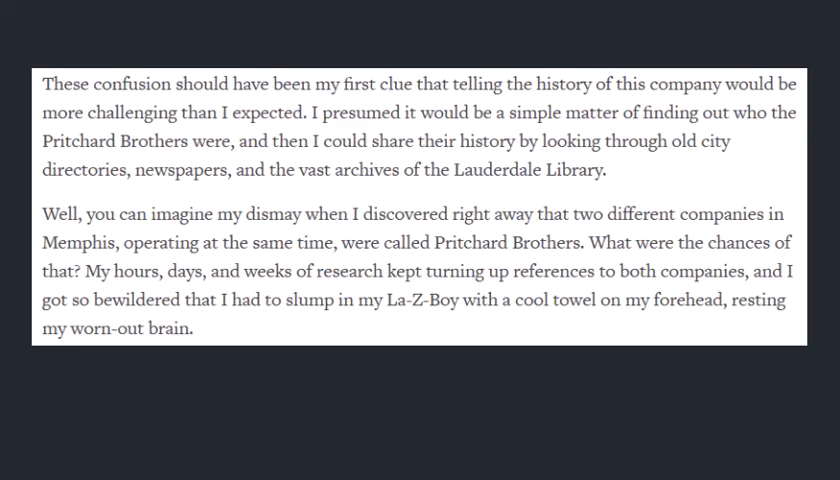 These confusion should have been my first clue that telling the history of this company would be
more challenging than I expected. I presumed it would be a simple matter of finding out who the
Pritchard Brothers were, and then I could share their history by looking through old city
directories, newspapers, and the vast archives of the Lauderdale Library.
Well, you can imagine my dismay when I discovered right away that two different companies in
Memphis, operating at the same time, were called Pritchard Brothers. What were the chances of
that? My hours, days, and weeks of research kept turning up references to both companies, and I
got so bewildered that I had to slump in my La-Z-Boy with a cool towel on my forehead, resting
my worn-out brain.